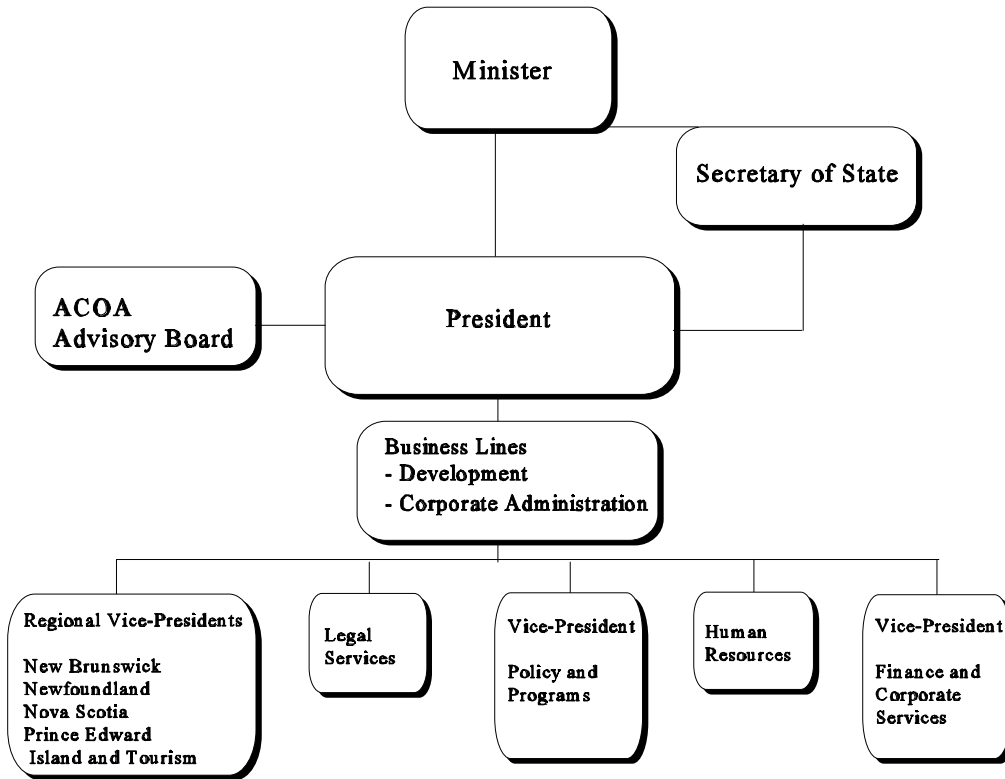 Minister
Secretary of State
ACOA
Advisory Board
President
Business Lines
- Development
- Corporate Administration
Regional Vice-Presidents
New Brunswick
Newfoundland
Nova Scotia
Prince Edward
Island and Tourism
Legal
Services
Vice-President
Policy and
Programs
Human
Resources
Vice-President
Finance and
Corporate
Services